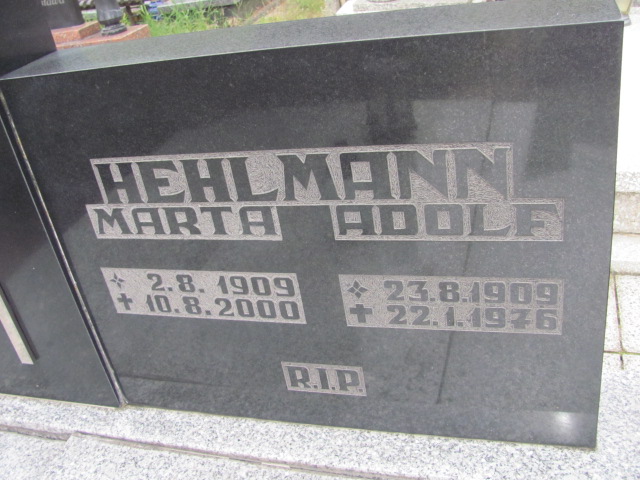 HEHLMANN
MARTA ADOLF
✧ 2.8.1909 ✧ 23.8.1909
✝ 10.8.2000 ✝ 22.1.1976
R.I.P.